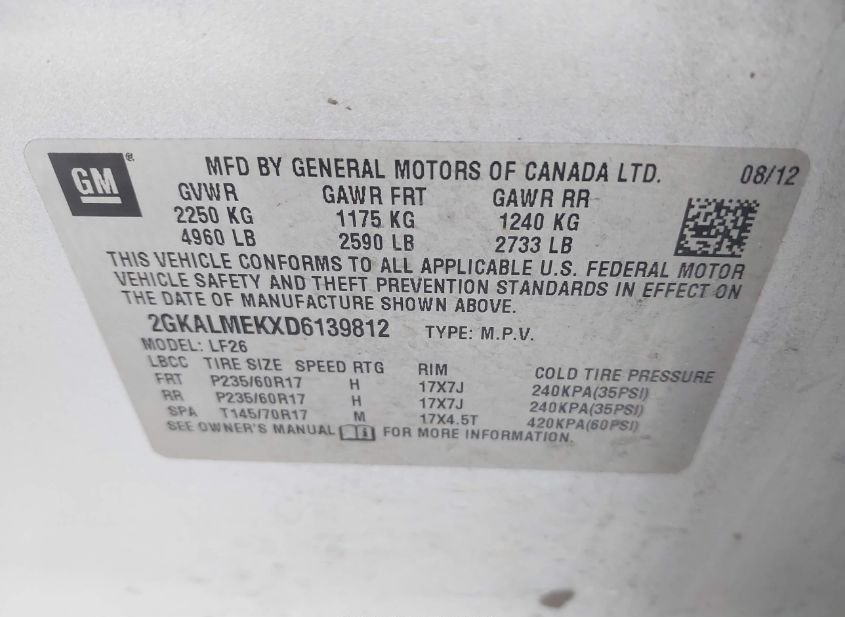 GM®
MFD BY GENERAL MOTORS OF CANADA LTD. 08/12
GVWR GAWR FRT GAWR RR
2250 KG 1175 KG 1240 KG
4960 LB 2590 LB 2733 LB
THIS VEHICLE CONFORMS TO ALL APPLICABLE U.S. FEDERAL MOTOR
VEHICLE SAFETY AND THEFT PREVENTION STANDARDS IN EFFECT ON
THE DATE OF MANUFACTURE SHOWN ABOVE.
2GKALMEKXD6139812 TYPE: M.P.V.
MODEL: LF26
LBCC TIRE SIZE SPEED RTG RIM COLD TIRE PRESSURE
FRT P235/60R17 H 17X7J 240KPA(35PSI)
RR P235/60R17 H 17X7J 240KPA(35PSI)
SPA T145/70R17 M 17X4.5T 420KPA(60PSI)
SEE OWNER'S MANUAL FOR MORE INFORMATION.